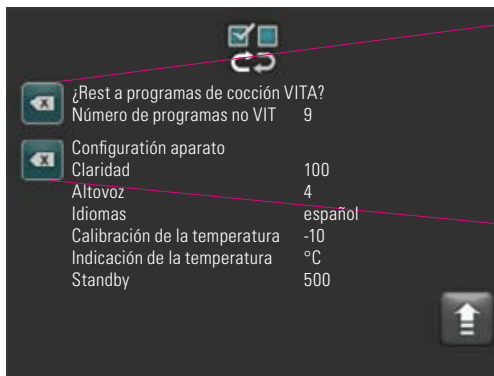 ¿Rest a programas de cocción VITA?
Número de programas no VIT 9
Configuratión aparato
Claridad 100
Altovoz 4
Idiomas español
Calibración de la temperatura -10
Indicación de la temperatura °C
Standby 500